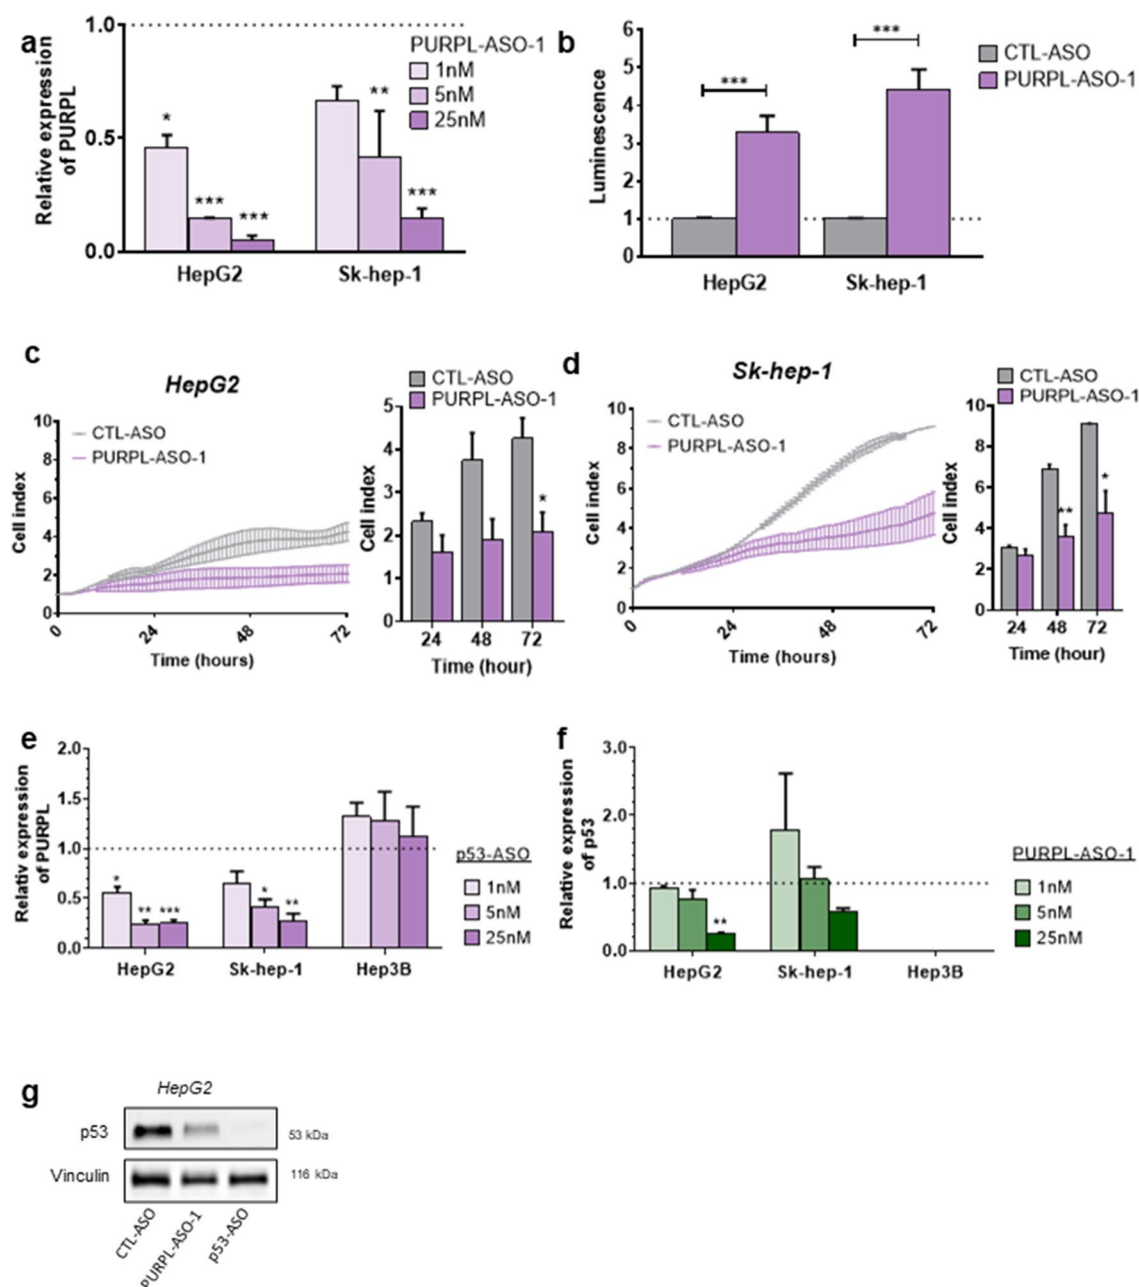 a
Relative expression
of PURPL
1.0
0.5
0.0
*
***
***
**
***
HepG2
Sk-hep-1
PURPL-ASO-1
1nM
5nM
25nM
b
Luminescence
6
5
4
3
2
1
0
***
***
HepG2
Sk-hep-1
CTL-ASO
PURPL-ASO-1
c
HepG2
Cell index
10
8
6
4
2
0
CTL-ASO
PURPL-ASO-1
0
24
48
72
Time (hours)
CTL-ASO
PURPL-ASO-1
Cell index
5
4
3
2
1
0
*
24
48
72
Time (hour)
d
Sk-hep-1
Cell index
10
8
6
4
2
0
CTL-ASO
PURPL-ASO-1
0
24
48
72
Time (hours)
CTL-ASO
PURPL-ASO-1
Cell index
10
8
6
4
2
0
**
*
24
48
72
Time (hour)
e
Relative expression
of PURPL
2.0
1.5
1.0
0.5
0.0
*
**
***
*
**
HepG2
Sk-hep-1
Hep3B
p53-ASO
1nM
5nM
25nM
f
Relative expression
of p53
3.0
2.0
1.0
0.0
**
HepG2
Sk-hep-1
Hep3B
PURPL-ASO-1
1nM
5nM
25nM
g
HepG2
p53
53 kDa
Vinculin
116 kDa
CTL-ASO
PURPL-ASO-1
p53-ASO